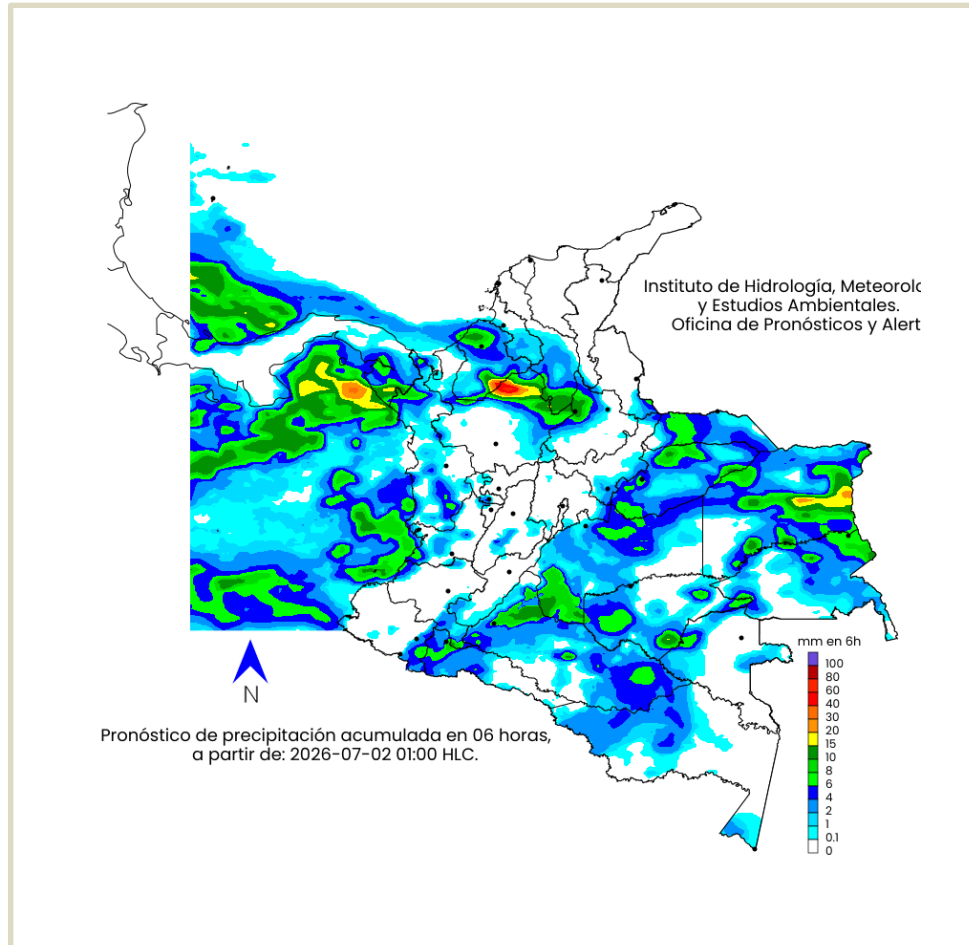 Instituto de Hidrología, Meteorolo
y Estudios Ambientales.
Oficina de Pronósticos y Alert
mm en 6h
100
80
60
40
30
20
15
10
8
6
4
2
1
0.1
0
N
Pronóstico de precipitación acumulada en 06 horas,
a partir de: 2026-07-02 01:00 HLC.